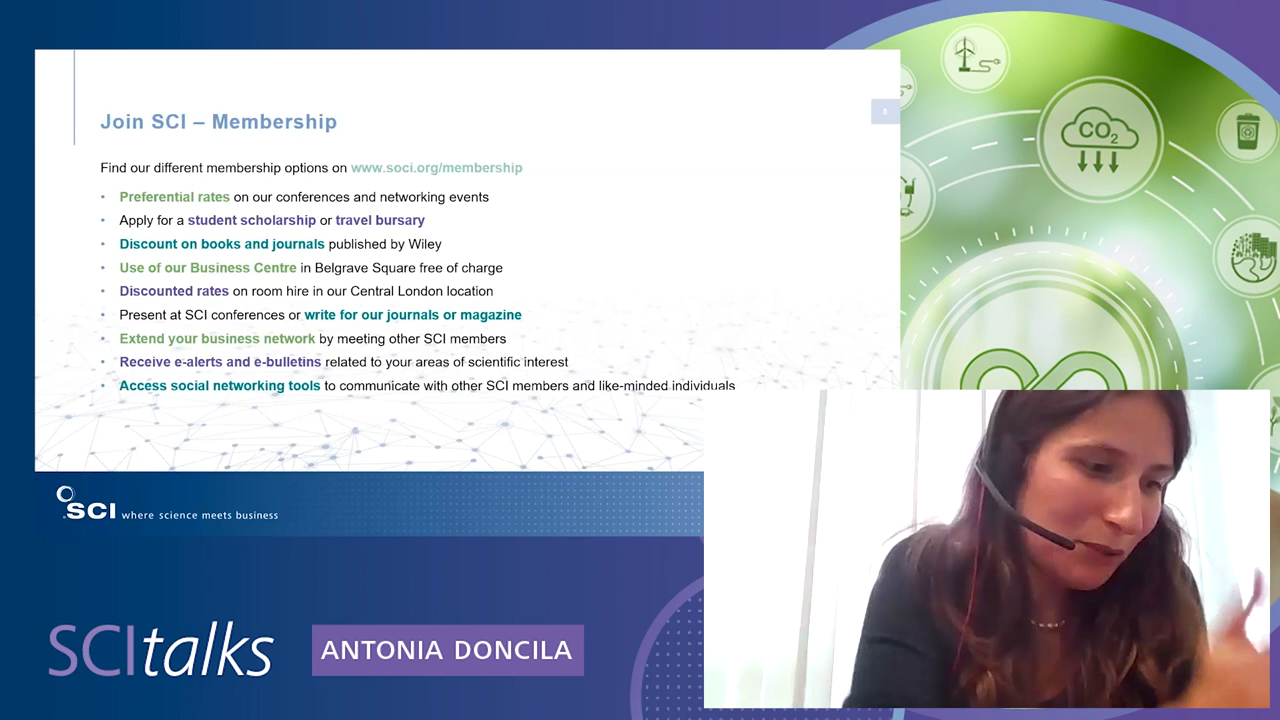 Join SCI – Membership
Find our different membership options on www.soci.org/membership
• Preferential rates on our conferences and networking events
• Apply for a student scholarship or travel bursary
• Discount on books and journals published by Wiley
• Use of our Business Centre in Belgrave Square free of charge
• Discounted rates on room hire in our Central London location
• Present at SCI conferences or write for our journals or magazine
• Extend your business network by meeting other SCI members
• Receive e-alerts and e-bulletins related to your areas of scientific interest
• Access social networking tools to communicate with other SCI members and like-minded individuals
CO2
SCI where science meets business
SCItalks
ANTONIA DONCILA